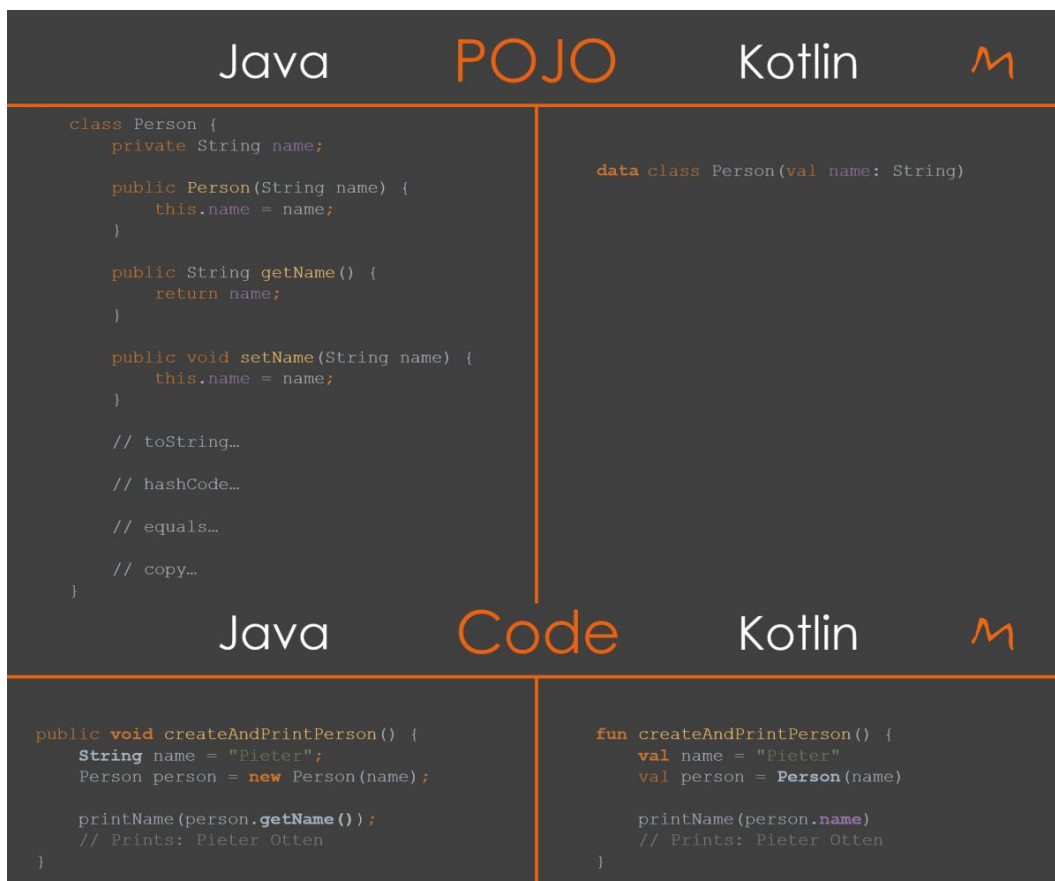 Java POJO Kotlin
class Person {
private String name;
public Person(String name) {
this.name = name;
}
public String getName() {
return name;
}
public void setName(String name) {
this.name = name;
}
// toString…
// hashCode…
// equals…
// copy…
}
data class Person(val name: String)
Java Code Kotlin
public void createAndPrintPerson() {
String name = "Pieter";
Person person = new Person(name);
printName(person.getName());
// Prints: Pieter Otten
}
fun createAndPrintPerson() {
val name = "Pieter"
val person = Person(name)
printName(person.name)
// Prints: Pieter Otten
}